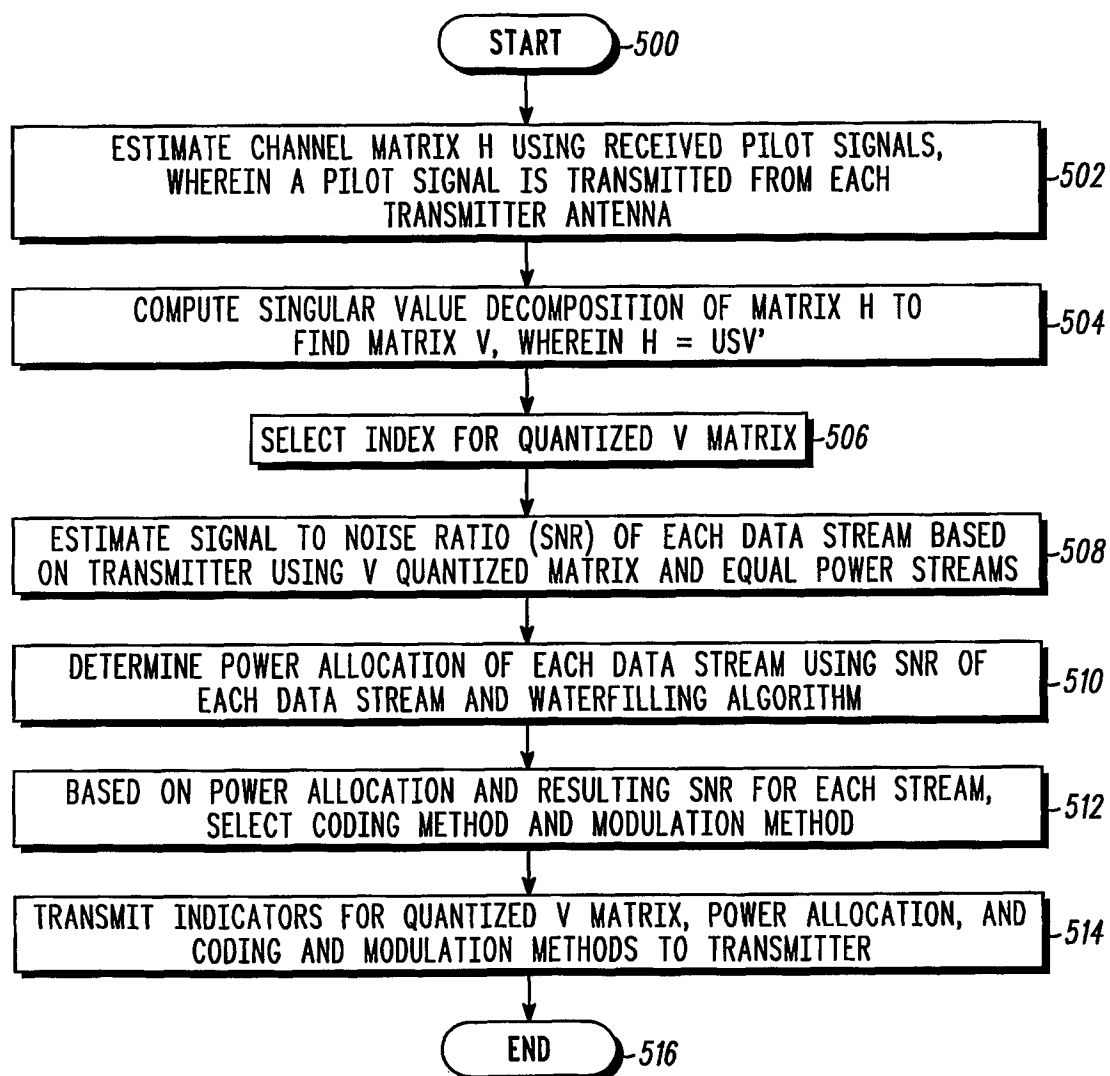 START
500
ESTIMATE CHANNEL MATRIX H USING RECEIVED PILOT SIGNALS,
WHEREIN A PILOT SIGNAL IS TRANSMITTED FROM EACH
TRANSMITTER ANTENNA
502
COMPUTE SINGULAR VALUE DECOMPOSITION OF MATRIX H TO
FIND MATRIX V, WHEREIN H = USV'
504
SELECT INDEX FOR QUANTIZED V MATRIX
506
ESTIMATE SIGNAL TO NOISE RATIO (SNR) OF EACH DATA STREAM BASED
ON TRANSMITTER USING V QUANTIZED MATRIX AND EQUAL POWER STREAMS
508
DETERMINE POWER ALLOCATION OF EACH DATA STREAM USING SNR OF
EACH DATA STREAM AND WATERFILLING ALGORITHM
510
BASED ON POWER ALLOCATION AND RESULTING SNR FOR EACH STREAM,
SELECT CODING METHOD AND MODULATION METHOD
512
TRANSMIT INDICATORS FOR QUANTIZED V MATRIX, POWER ALLOCATION, AND
CODING AND MODULATION METHODS TO TRANSMITTER
514
END
516